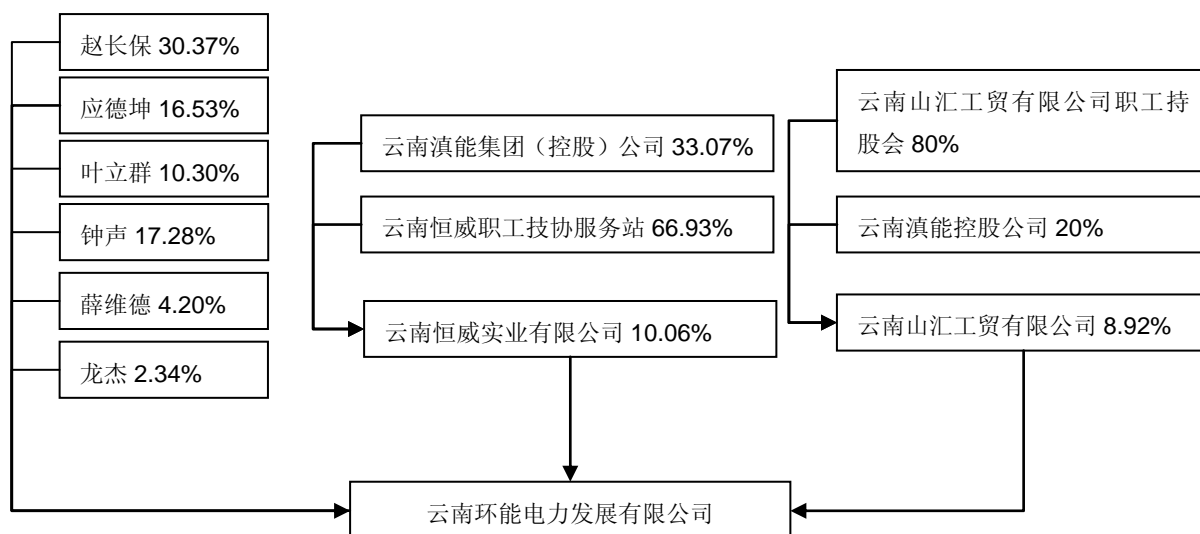 赵长保 30.37%
应德坤 16.53%
叶立群 10.30%
钟声 17.28%
薛维德 4.20%
龙杰 2.34%
云南滇能集团（控股）公司 33.07%
云南恒威职工技协服务站 66.93%
云南恒威实业有限公司 10.06%
云南山汇工贸有限公司职工持
股会 80%
云南滇能控股公司 20%
云南山汇工贸有限公司 8.92%
云南环能电力发展有限公司